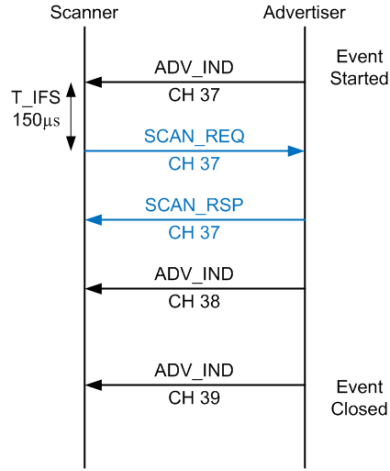 Scanner Advertiser
ADV_IND
Event
Started
CH 37
T_IFS
150μs
SCAN_REQ
CH 37
SCAN_RSP
CH 37
ADV_IND
CH 38
ADV_IND
CH 39
Event
Closed